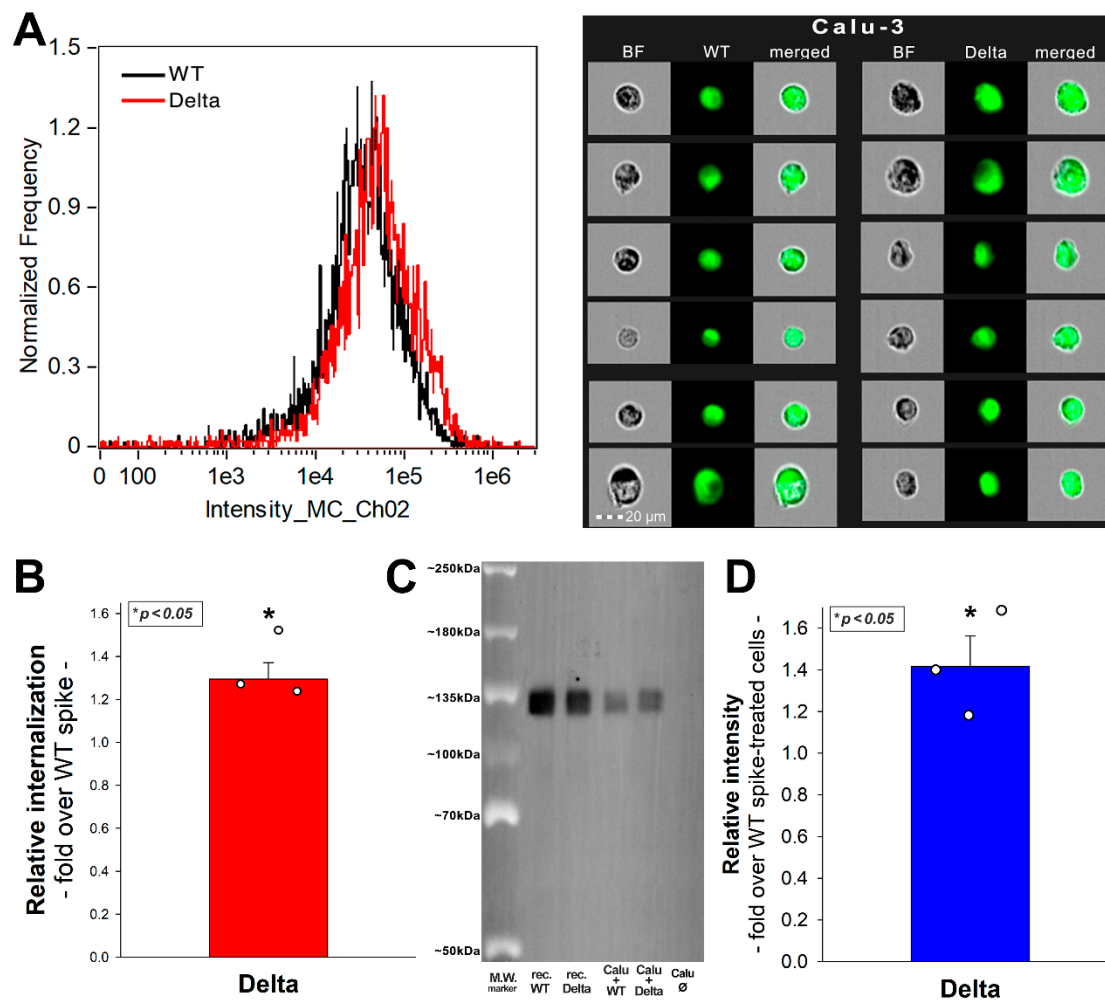 A
1.5
1.2
0.9
0.6
0.3
0
WT
Delta
Normalized Frequency
0 100 1e3 1e4 1e5 1e6
Intensity_MC_Ch02
Calu-3
BF WT merged BF Delta merged
20 µm
B
Relative internalization
- fold over WT spike -
*p<0.05
*
1.6
1.4
1.2
1.0
0.8
0.6
0.4
0.2
0.0
Delta
C
~250kDa
~180kDa
~135kDa
~100kDa
~70kDa
~50kDa
M.W.
marker
rec.
WT
rec.
Delta
Calu
+
WT
Calu
+
Delta
Calu
Ø
D
Relative intensity
- fold over WT spike-treated cells -
*p<0.05
*
1.6
1.4
1.2
1.0
0.8
0.6
0.4
0.2
0.0
Delta